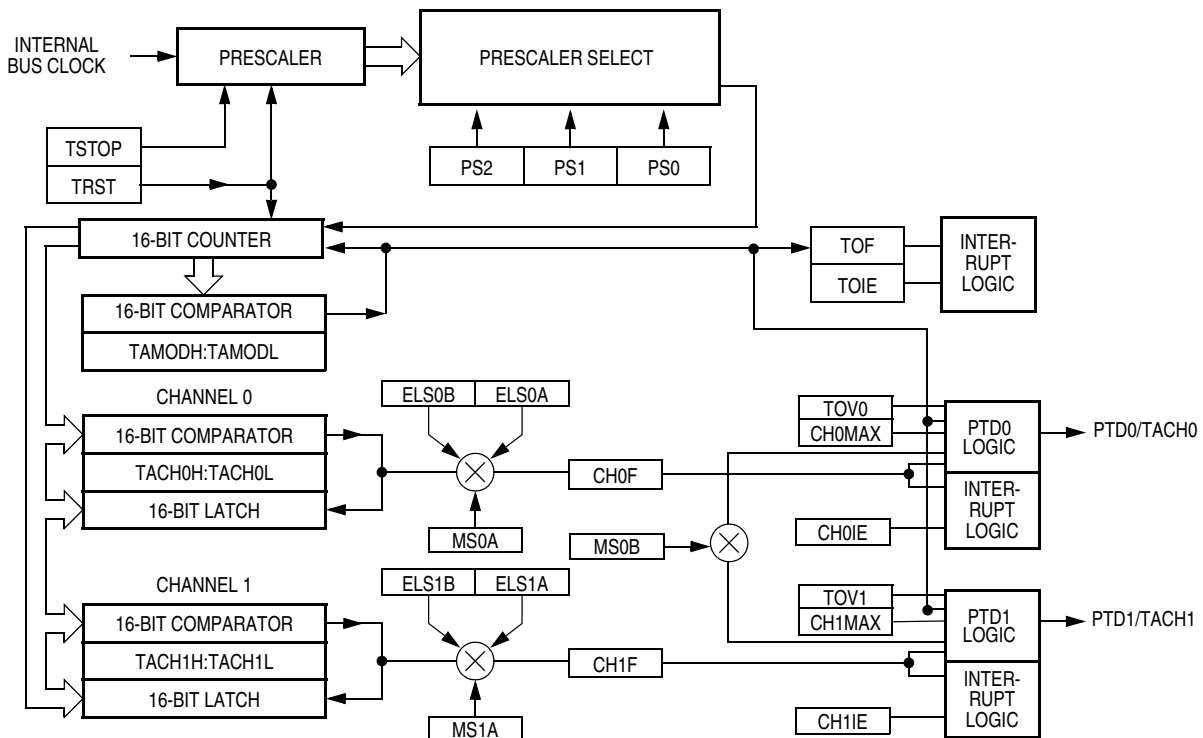 INTERNAL
BUS CLOCK
PRESCALER
PRESCALER SELECT
TSTOP
TRST
PS2
PS1
PS0
16-BIT COUNTER
TOF
TOIE
INTER-
RUPT
LOGIC
16-BIT COMPARATOR
TAMODH:TAMODL
CHANNEL 0
16-BIT COMPARATOR
TACH0H:TACH0L
16-BIT LATCH
ELS0B
ELS0A
MS0A
CH0F
MS0B
TOV0
CH0MAX
PTD0
LOGIC
PTD0/TACH0
INTER-
RUPT
LOGIC
CH0IE
CHANNEL 1
16-BIT COMPARATOR
TACH1H:TACH1L
16-BIT LATCH
ELS1B
ELS1A
MS1A
CH1F
TOV1
CH1MAX
PTD1
LOGIC
PTD1/TACH1
INTER-
RUPT
LOGIC
CH1IE